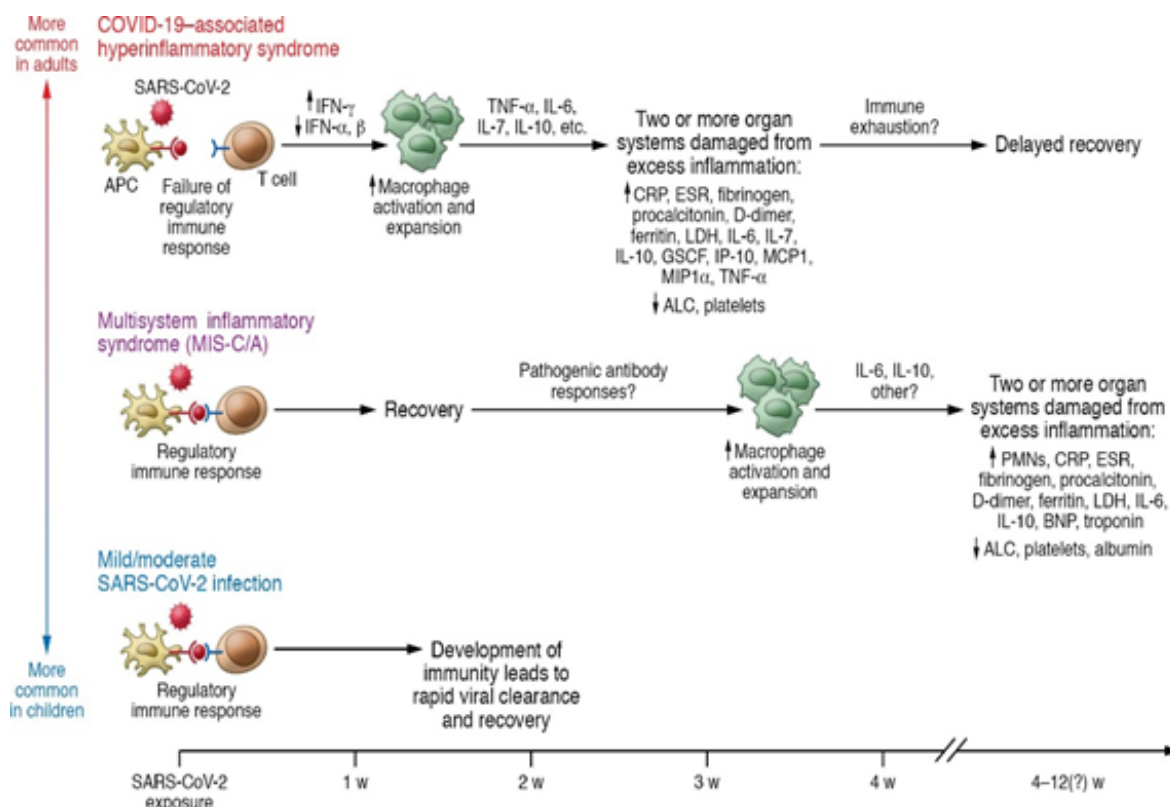 More
common
in adults
COVID-19–associated
hyperinflammatory syndrome
SARS-CoV-2
APC
Failure of
regulatory
immune
response
T cell
↑IFN-γ
↓IFN-α, β
↑Macrophage
activation and
expansion
TNF-α, IL-6,
IL-7, IL-10, etc.
Two or more organ
systems damaged from
excess inflammation:
↑CRP, ESR, fibrinogen,
procalcitonin, D-dimer,
ferritin, LDH, IL-6, IL-7,
IL-10, GSCF, IP-10, MCP1,
MIP1α, TNF-α
↓ALC, platelets
Immune
exhaustion?
Delayed recovery
Multisystem inflammatory
syndrome (MIS-C/A)
Regulatory
immune response
Recovery
Pathogenic antibody
responses?
↑Macrophage
activation and
expansion
IL-6, IL-10,
other?
Two or more organ
systems damaged from
excess inflammation:
↑PMNs, CRP, ESR,
fibrinogen, procalcitonin,
D-dimer, ferritin, LDH, IL-6,
IL-10, BNP, troponin
↓ALC, platelets, albumin
Mild/moderate
SARS-CoV-2 infection
Regulatory
immune response
Development of
immunity leads to
rapid viral clearance
and recovery
More
common
in children
SARS-CoV-2
exposure
1 w
2 w
3 w
4 w
4–12(?) w